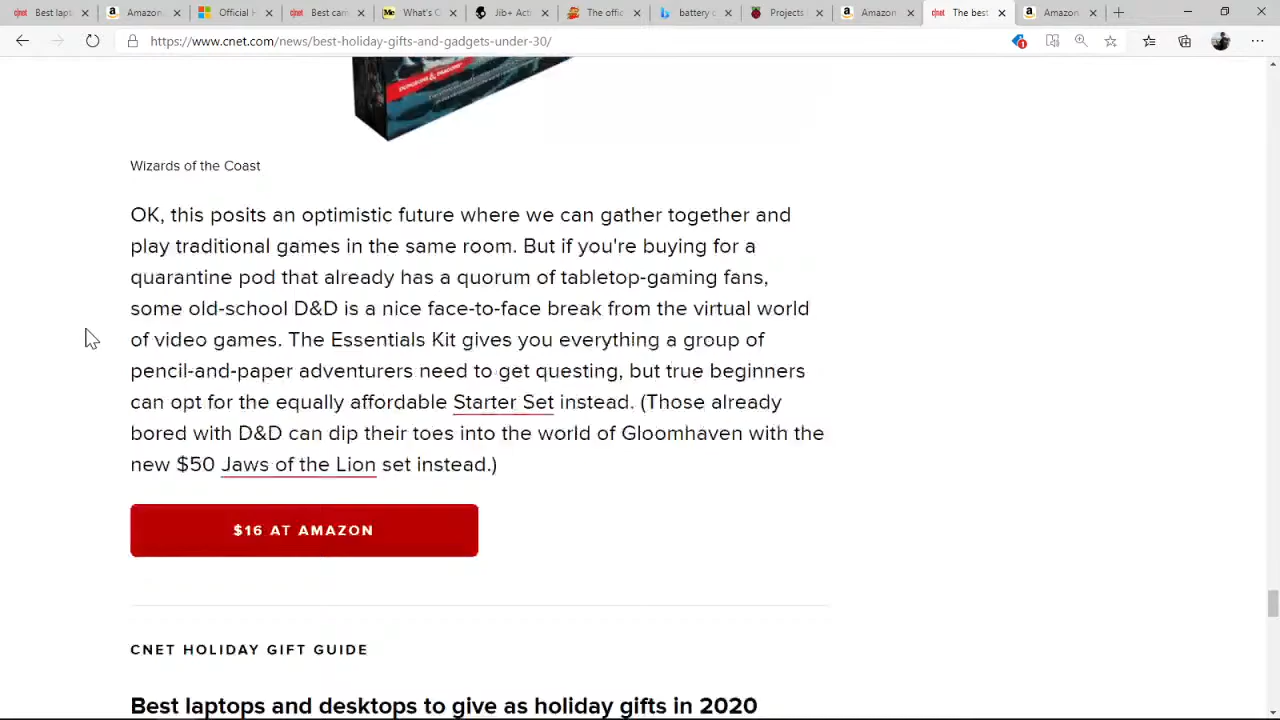 Best lap
Amazon.
Official H
Best carr
What's C
Jib+ Acti
The offic
battery c
Projects
Amazon
The best
Amazon
https://www.cnet.com/news/best-holiday-gifts-and-gadgets-under-30/
DUNGEONS & DRAGONS
Wizards of the Coast
OK, this posits an optimistic future where we can gather together and
play traditional games in the same room. But if you're buying for a
quarantine pod that already has a quorum of tabletop-gaming fans,
some old-school D&D is a nice face-to-face break from the virtual world
of video games. The Essentials Kit gives you everything a group of
pencil-and-paper adventurers need to get questing, but true beginners
can opt for the equally affordable Starter Set instead. (Those already
bored with D&D can dip their toes into the world of Gloomhaven with the
new $50 Jaws of the Lion set instead.)
$16 AT AMAZON
CNET HOLIDAY GIFT GUIDE
Best laptops and desktops to give as holiday gifts in 2020